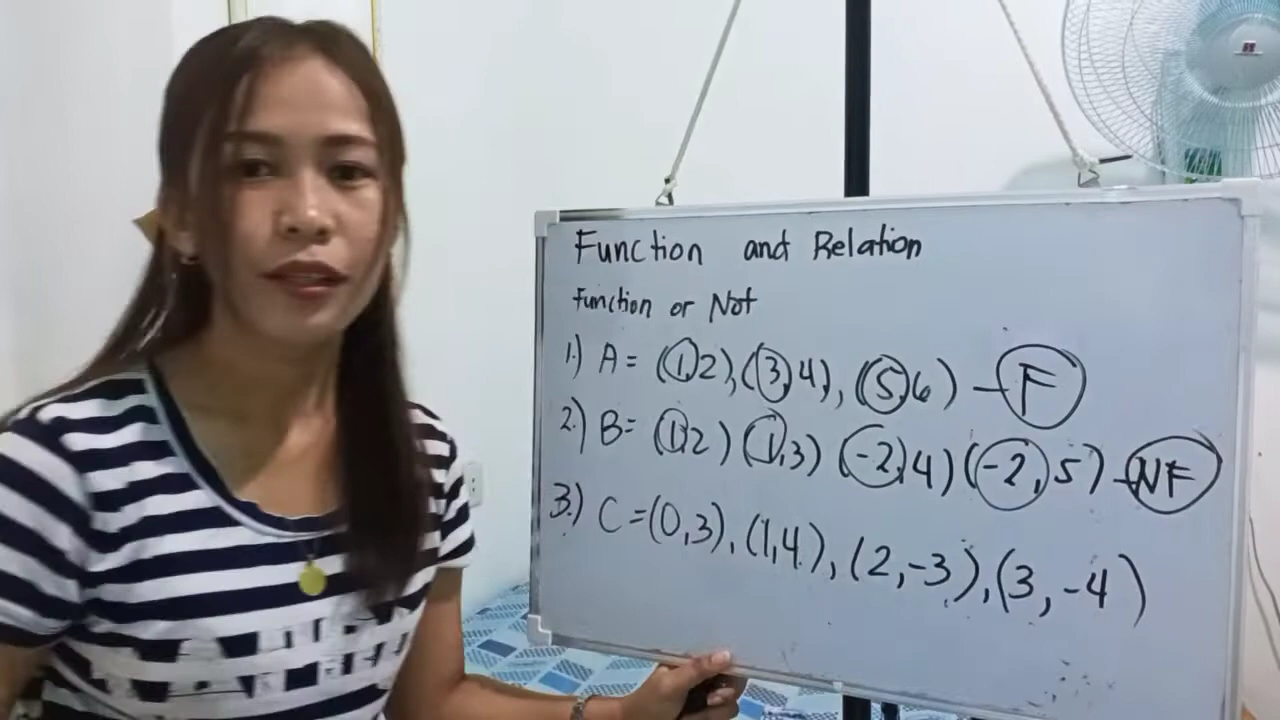 Function and Relation
Function or Not
1.) A = (1,2), (3,4), (5,6) - F
2.) B= (1,2) (1,3) (-2,4) (-2,5) - NF
3.) C = (0,3), (1,4), (2,-3), (3,-4)